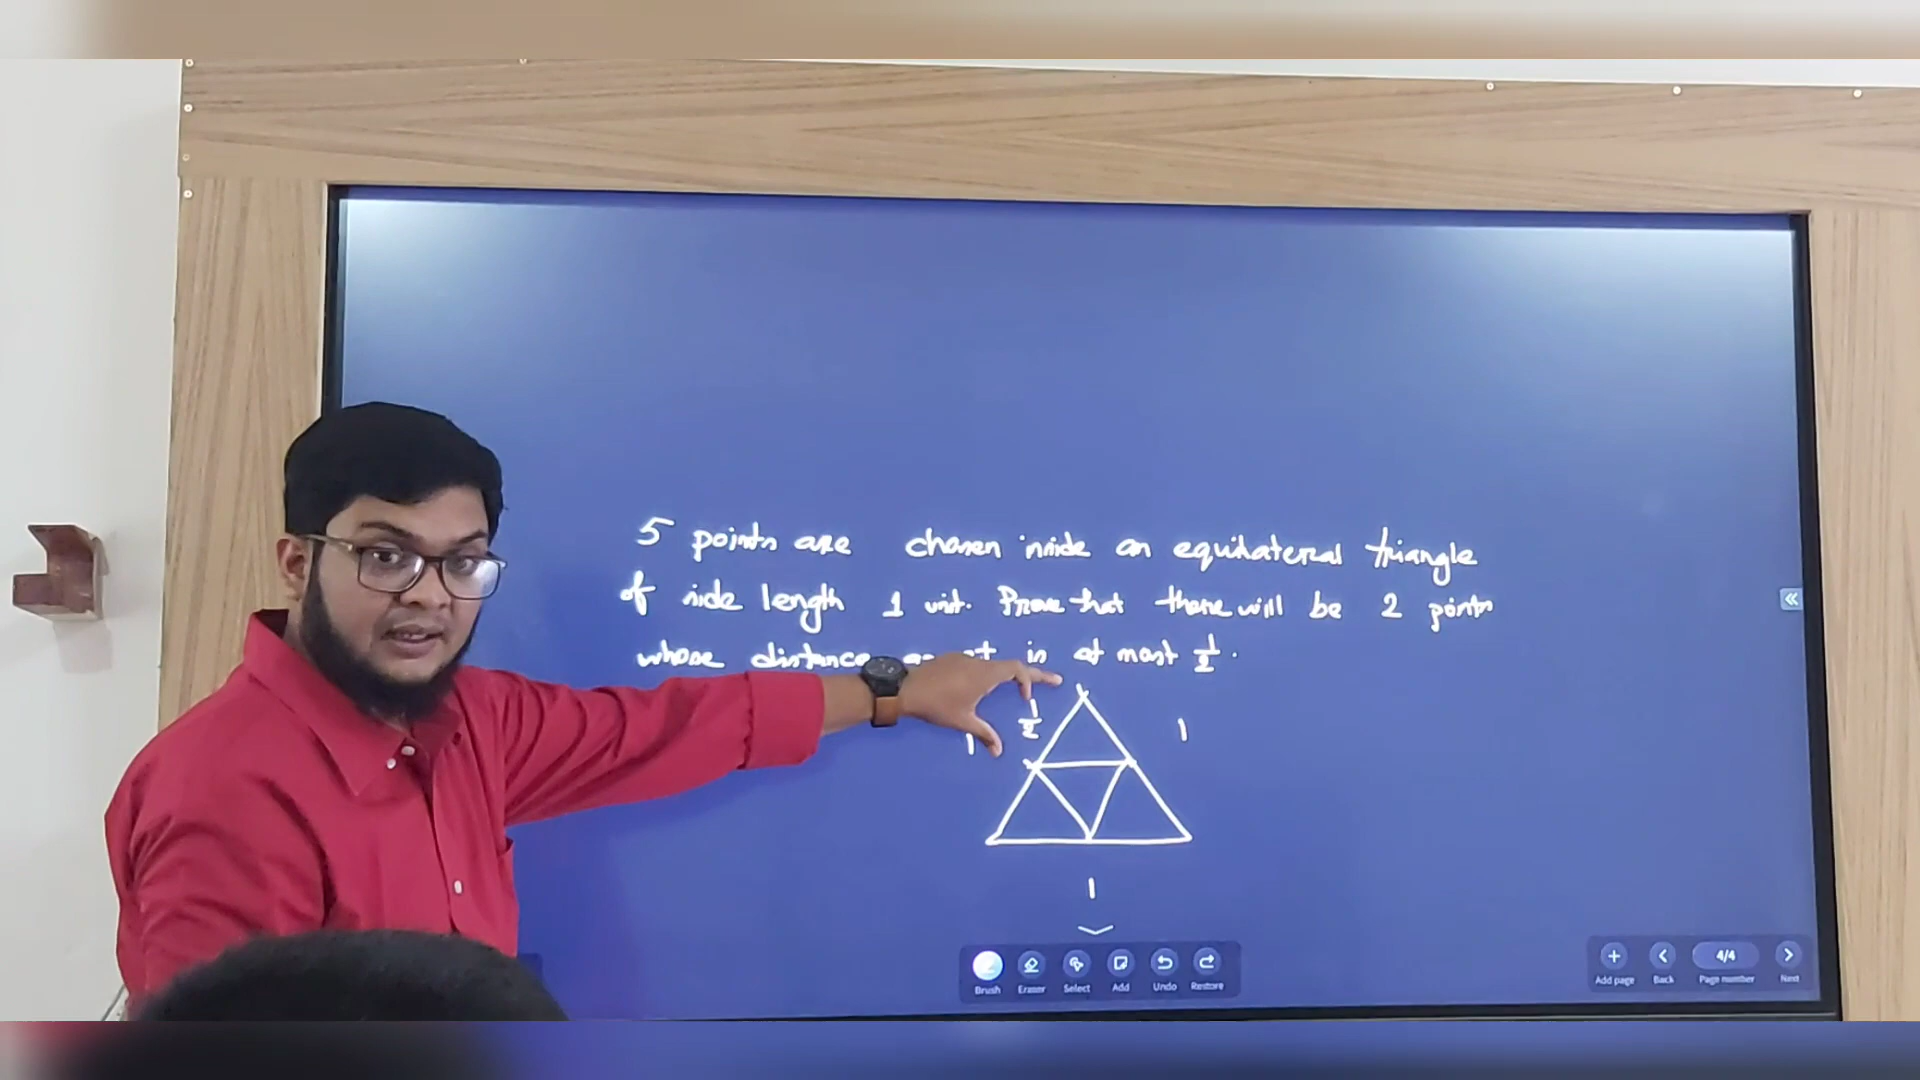 5 points are chosen inside an equilateral triangle
of side length 1 unit. Prove that there will be 2 points
whose distance is at most 1/2.
1/2
1
1
1
Brush Eraser Select Add Undo Restore
4/4
Add page Back Page number Next